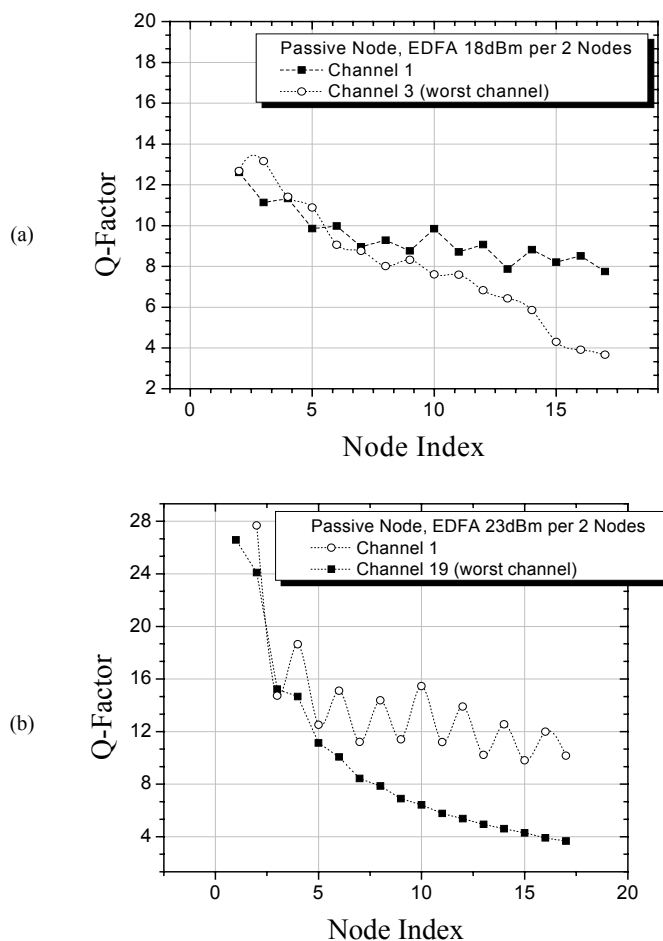 (a)
Q-Factor
20
18
16
14
12
10
8
6
4
2
Passive Node, EDFA 18dBm per 2 Nodes
Channel 1
Channel 3 (worst channel)
0 5 10 15
Node Index
(b)
Q-Factor
28
24
20
16
12
8
4
Passive Node, EDFA 23dBm per 2 Nodes
Channel 1
Channel 19 (worst channel)
0 5 10 15 20
Node Index